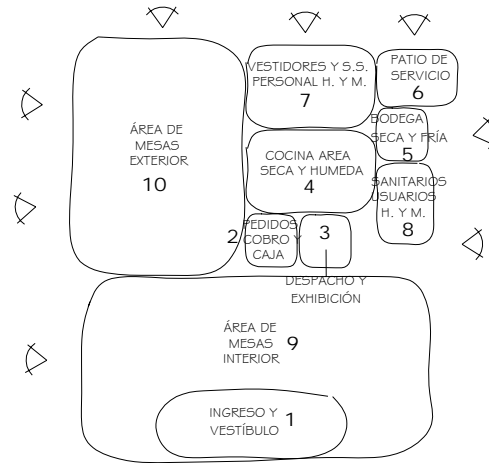 VESTIDORES Y S.S.
PERSONAL H. Y M.
7
PATIO DE
SERVICIO
6
BODEGA
SECA Y FRÍA
5
ÁREA DE
MESAS
EXTERIOR
10
COCINA AREA
SECA Y HUMEDA
4
SANITARIOS
USUARIOS
H. Y M.
8
2
PEDIDOS
COBRO Y
CAJA
3
DESPACHO Y
EXHIBICIÓN
ÁREA DE
MESAS 9
INTERIOR
INGRESO Y 1
VESTÍBULO